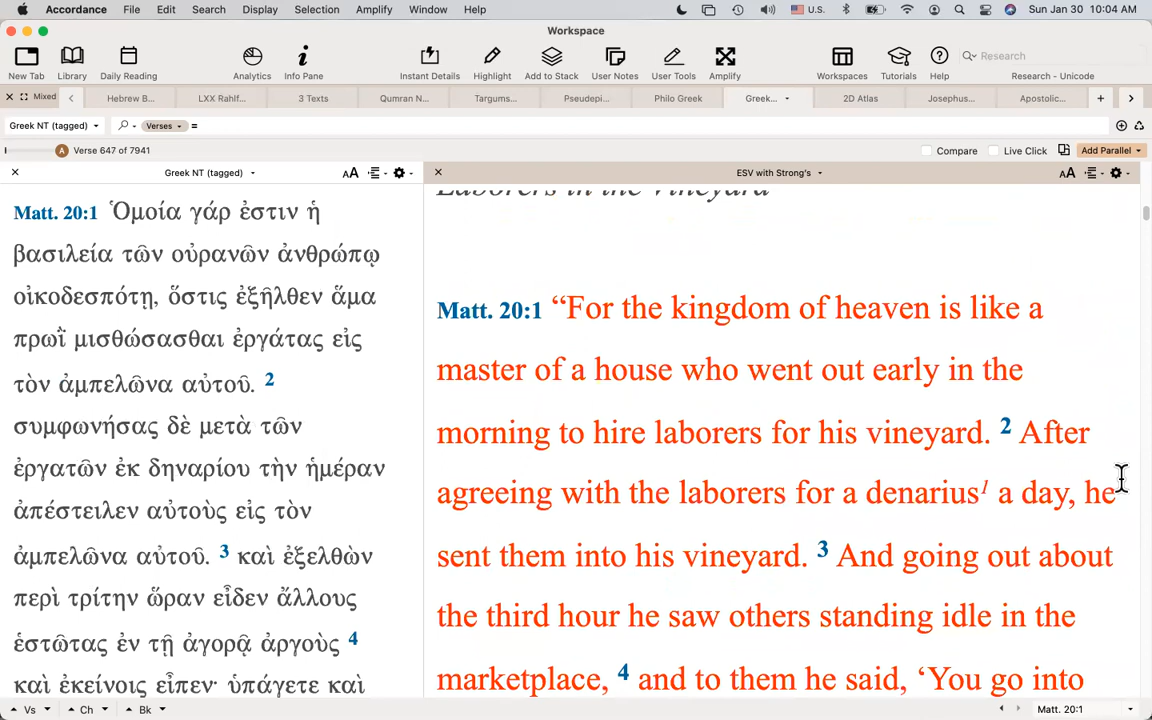 Accordance File Edit Search Display Selection Amplify Window Help U.S. Sun Jan 30 10:04 AM
Workspace
New Tab Library Daily Reading Analytics Info Pane Instant Details Highlight Add to Stack User Notes User Tools Amplify Workspaces Tutorials Help Research
Research - Unicode
Mixed Hebrew B... LXX Rahlf... 3 Texts Qumran N... Targums... Pseudepi... Philo Greek Greek... 2D Atlas Josephus... Apostolic...
Greek NT (tagged) Verses =
A Verse 647 of 7941 Compare Live Click Add Parallel
Greek NT (tagged) AA
Matt. 20:1 Ὁμοία γάρ ἐστιν ἡ
βασιλεία τῶν οὐρανῶν ἀνθρώπῳ
οἰκοδεσπότῃ, ὅστις ἐξῆλθεν ἅμα
πρωῒ μισθώσασθαι ἐργάτας εἰς
τὸν ἀμπελῶνα αὐτοῦ. 2
συμφωνήσας δὲ μετὰ τῶν
ἐργατῶν ἐκ δηναρίου τὴν ἡμέραν
ἀπέστειλεν αὐτοὺς εἰς τὸν
ἀμπελῶνα αὐτοῦ. 3 καὶ ἐξελθὼν
περὶ τρίτην ὥραν εἶδεν ἄλλους
ἑστῶτας ἐν τῇ ἀγορᾷ ἀργοὺς 4
καὶ ἐκείνοις εἶπεν· ὑπάγετε καὶ
ESV with Strong's AA
Laborers in the Vineyard
Matt. 20:1 “For the kingdom of heaven is like a
master of a house who went out early in the
morning to hire laborers for his vineyard. 2 After
agreeing with the laborers for a denarius1 a day, he
sent them into his vineyard. 3 And going out about
the third hour he saw others standing idle in the
marketplace, 4 and to them he said, ‘You go into
Vs Ch Bk Matt. 20:1